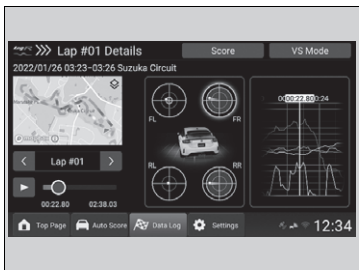 Lap #01 Details
Score
VS Mode
2022/01/26 03:23-03:26 Suzuka Circuit
FL
FR
RL
RR
00:22.80
Lap #01
00:22.80
02:38.03
Top Page
Auto Score
Data Log
Settings
12:34